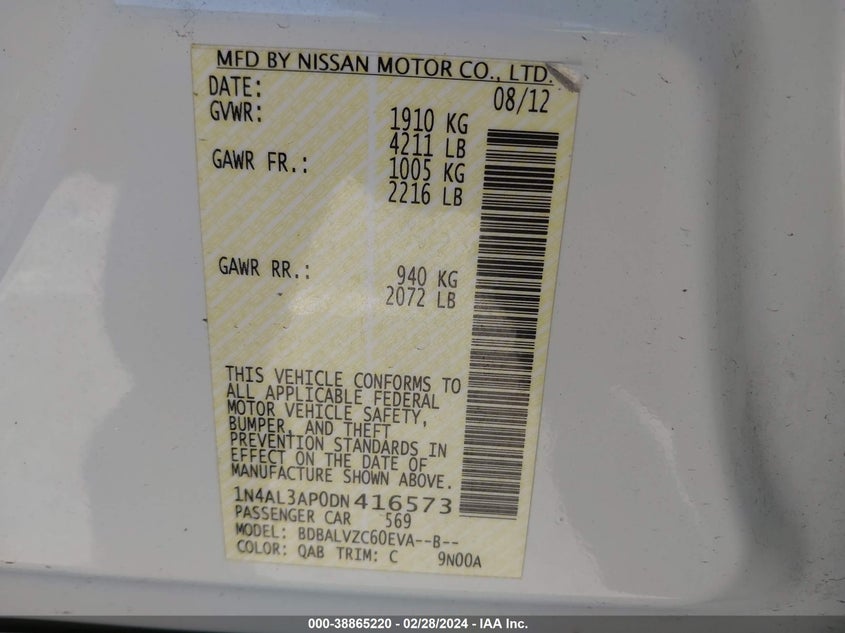 MFD BY NISSAN MOTOR CO., LTD.
DATE: 08/12
GVWR: 1910 KG
4211 LB
GAWR FR.: 1005 KG
2216 LB
GAWR RR.: 940 KG
2072 LB
THIS VEHICLE CONFORMS TO
ALL APPLICABLE FEDERAL
MOTOR VEHICLE SAFETY,
BUMPER, AND THEFT
PREVENTION STANDARDS IN
EFFECT ON THE DATE OF
MANUFACTURE SHOWN ABOVE.
1N4AL3AP0DN416573
PASSENGER CAR 569
MODEL: BDBALVZC60EVA--B--
COLOR: QAB TRIM: C 9N00A
000-38865220 - 02/28/2024 - IAA Inc.